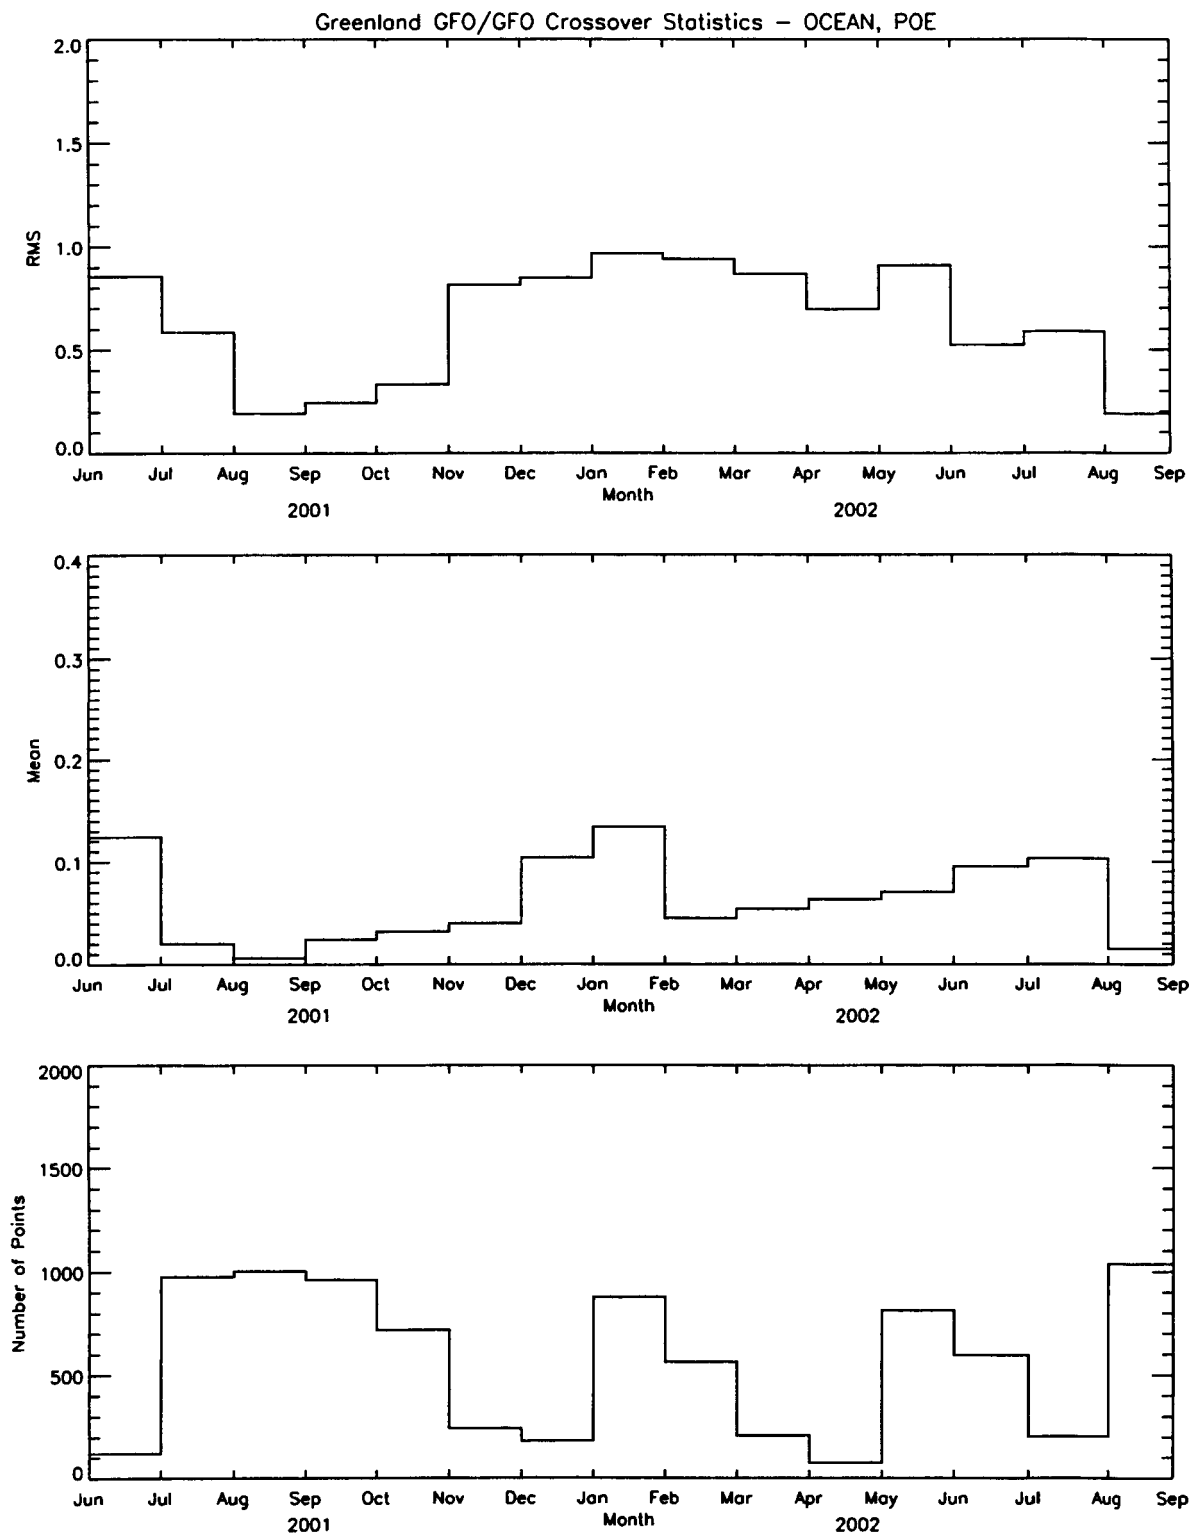 Greenland GFO/GFO Crossover Statistics – OCEAN, POE
2.0
1.5
1.0
0.5
0.0
RMS
Jun Jul Aug Sep Oct Nov Dec Jan Feb Mar Apr May Jun Jul Aug Sep
Month
2001 2002
0.4
0.3
0.2
0.1
0.0
Mean
Jun Jul Aug Sep Oct Nov Dec Jan Feb Mar Apr May Jun Jul Aug Sep
Month
2001 2002
2000
1500
1000
500
0
Number of Points
Jun Jul Aug Sep Oct Nov Dec Jan Feb Mar Apr May Jun Jul Aug Sep
Month
2001 2002